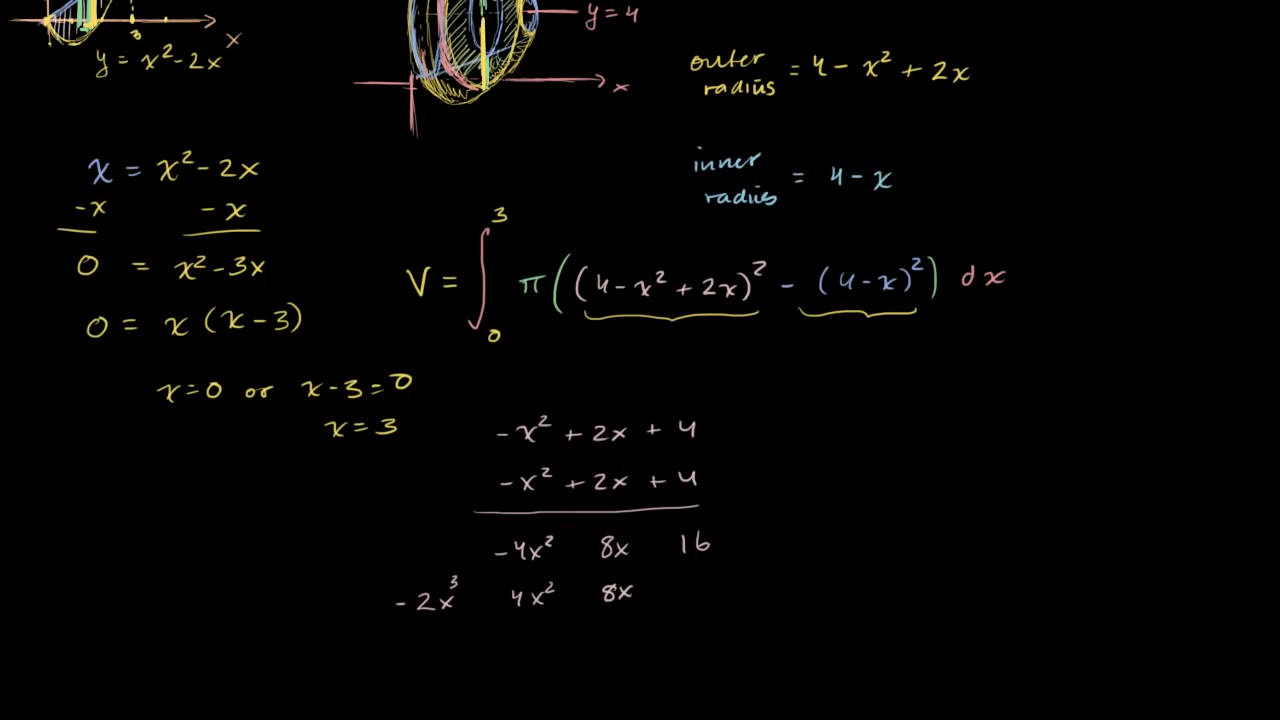 3
x
y = x² - 2x
y = 4
x
outer radius = 4 - x² + 2x
inner radius = 4 - x
x = x² - 2x
-x - x
0 = x² - 3x
0 = x (x - 3)
x = 0 or x - 3 = 0
x = 3
V = ∫₀³ π((4 - x² + 2x)² - (4 - x)²) dx
-x² + 2x + 4
-x² + 2x + 4
-4x² 8x 16
-2x³ 4x² 8x